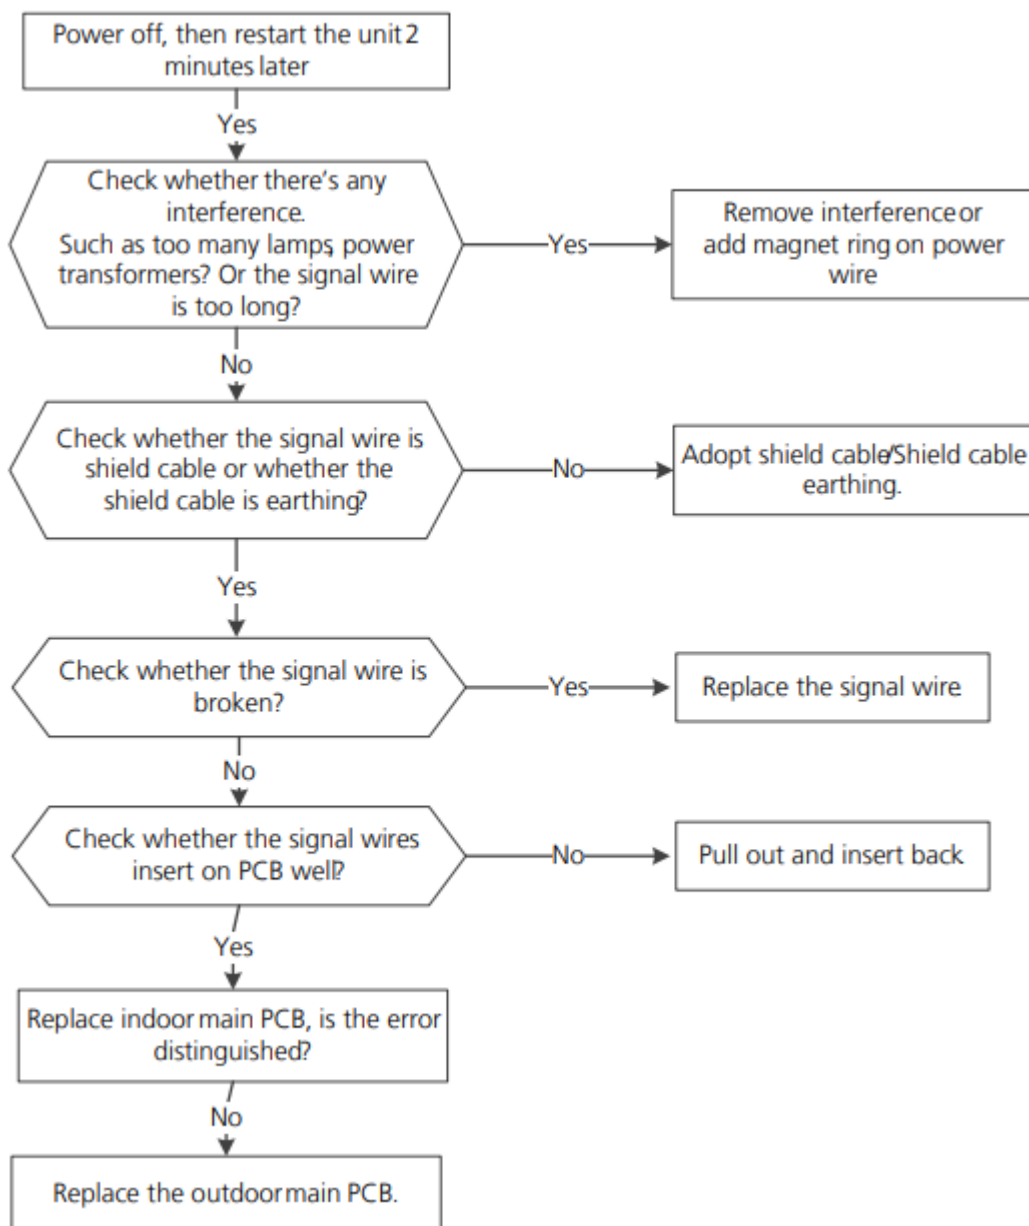 Power off, then restart the unit 2
minutes later
Yes
Check whether there's any
interference.
Such as too many lamps, power
transformers? Or the signal wire
is too long?
Yes
Remove interference or
add magnet ring on power
wire
No
Check whether the signal wire is
shield cable or whether the
shield cable is earthing?
No
Adopt shield cable/Shield cable
earthing.
Yes
Check whether the signal wire is
broken?
Yes
Replace the signal wire
No
Check whether the signal wires
insert on PCB well?
No
Pull out and insert back
Yes
Replace indoor main PCB, is the error
distinguished?
No
Replace the outdoor main PCB.